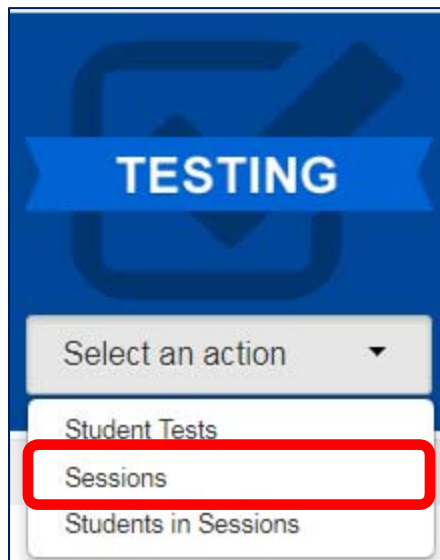 TESTING
Select an action
Student Tests
Sessions
Students in Sessions